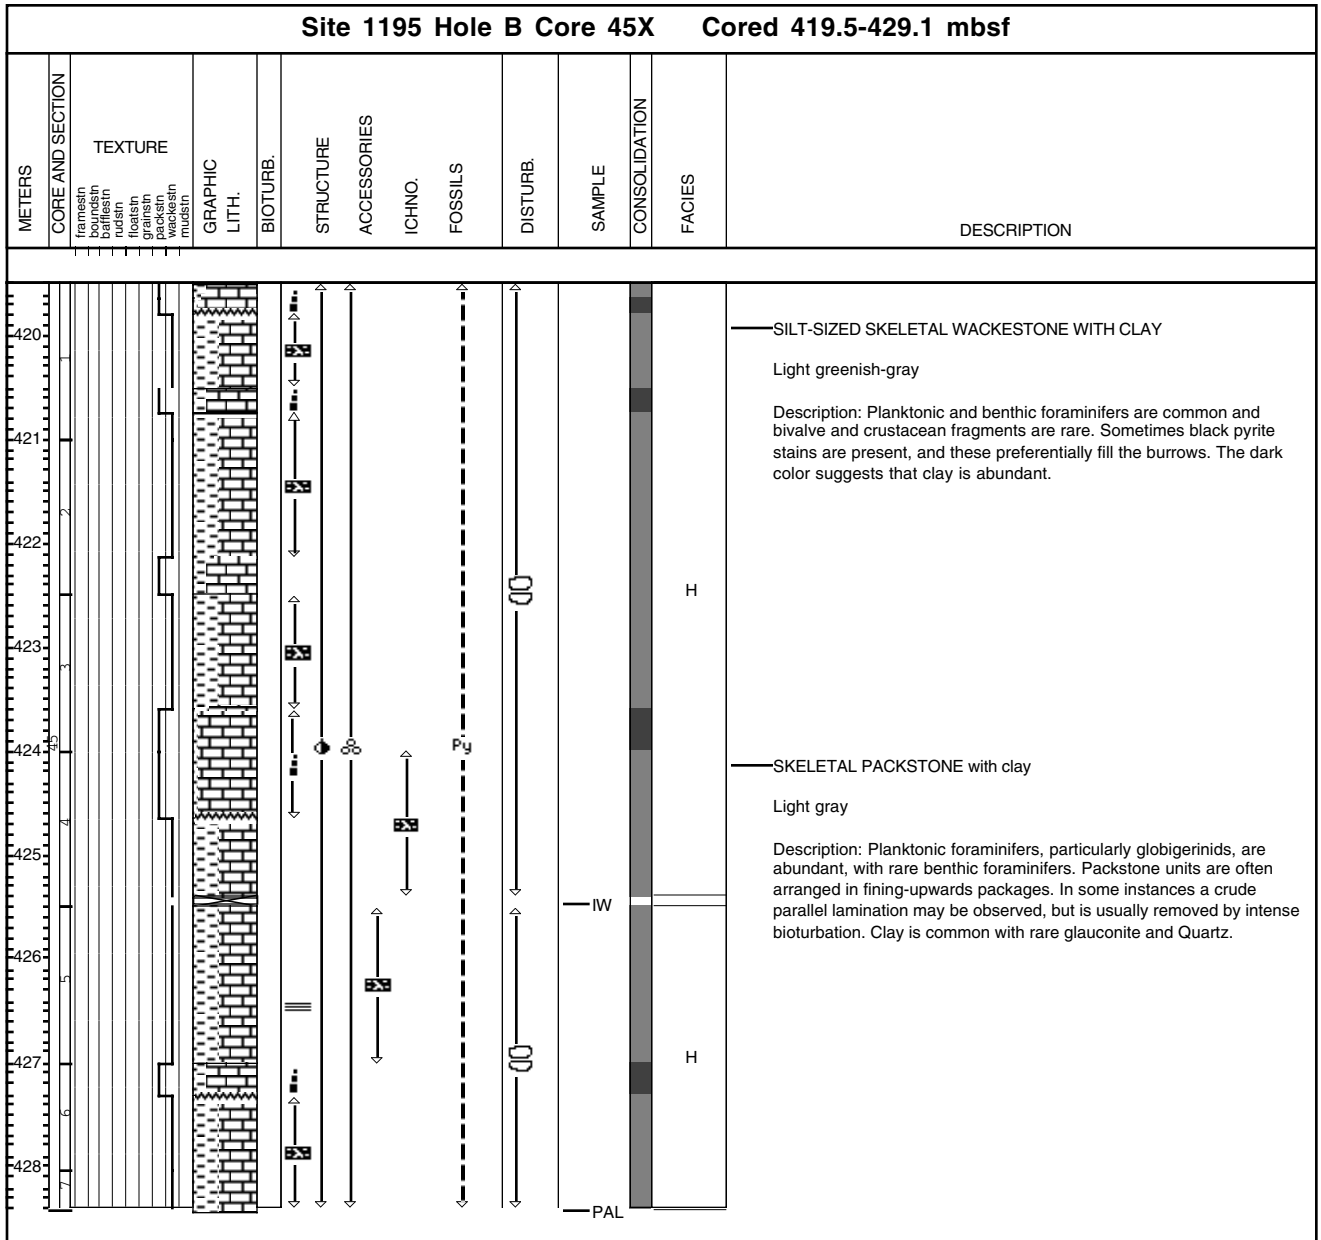 Site 1195 Hole B Core 45X Cored 419.5-429.1 mbsf
METERS
CORE AND SECTION
TEXTURE
framestn
boundstn
bafflestn
rudstn
floatstn
grainstn
packstn
wackestn
mudstn
GRAPHIC
LITH.
BIOTURB.
STRUCTURE
ACCESSORIES
ICHNO.
FOSSILS
DISTURB.
SAMPLE
CONSOLIDATION
FACIES
DESCRIPTION
420
1
421
2
422
423
3
424
45
4
425
426
5
427
6
428
7
Py
IW
PAL
H
H
SILT-SIZED SKELETAL WACKESTONE WITH CLAY
Light greenish-gray
Description: Planktonic and benthic foraminifers are common and
bivalve and crustacean fragments are rare. Sometimes black pyrite
stains are present, and these preferentially fill the burrows. The dark
color suggests that clay is abundant.
SKELETAL PACKSTONE with clay
Light gray
Description: Planktonic foraminifers, particularly globigerinids, are
abundant, with rare benthic foraminifers. Packstone units are often
arranged in fining-upwards packages. In some instances a crude
parallel lamination may be observed, but is usually removed by intense
bioturbation. Clay is common with rare glauconite and Quartz.